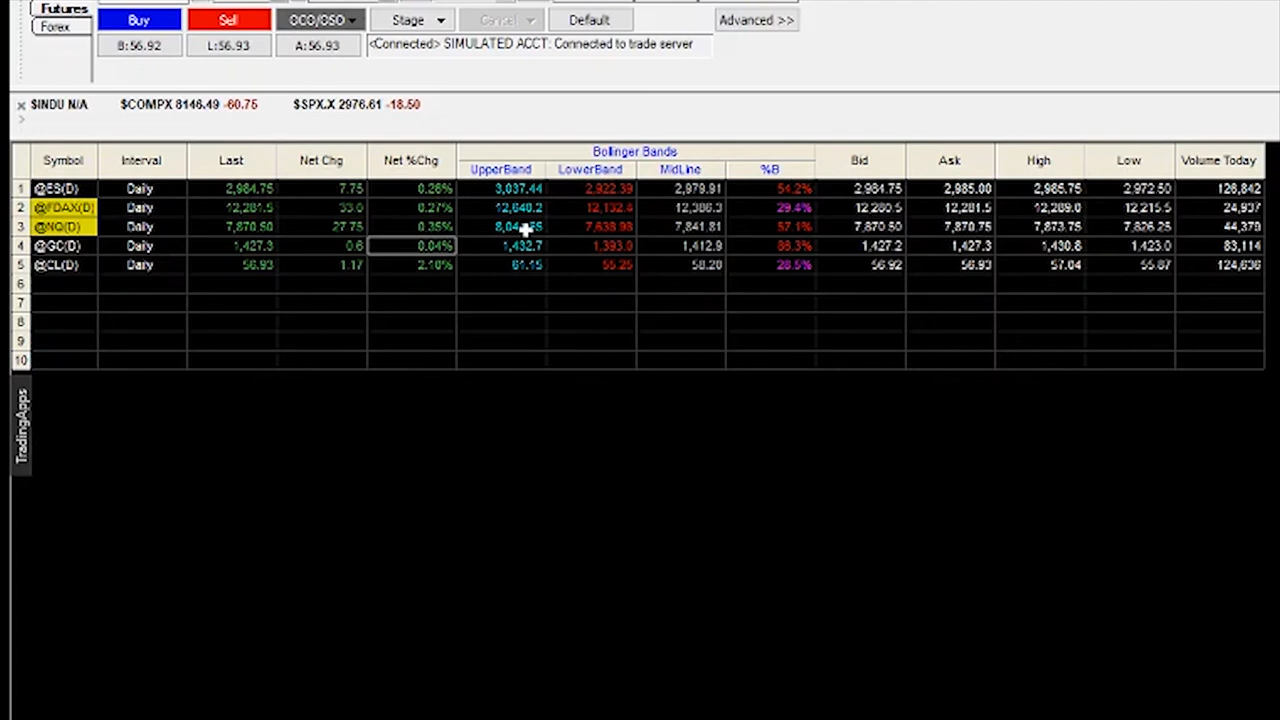 Futures
Buy Sell OCO/OSO Stage Cancel Default Advanced >>
Forex
B:56.92 L:56.93 A:56.93 <Connected> SIMULATED ACCT: Connected to trade server
$INDU N/A $COMPX 8146.49 -60.75 $SPX.X 2976.61 -18.50
Bollinger Bands
Symbol Interval Last Net Chg Net %Chg UpperBand LowerBand MidLine %B Bid Ask High Low Volume Today
1 @ES(D) Daily 2,984.75 7.75 0.26% 3,037.44 2,922.39 2,979.91 54.2% 2,984.75 2,985.00 2,985.75 2,972.50 126,842
2 @FDAX(D) Daily 12,281.5 33.0 0.27% 12,640.2 12,132.4 12,386.3 29.4% 12,280.5 12,281.5 12,289.0 12,215.5 24,937
3 @NQ(D) Daily 7,870.50 27.75 0.35% 7,638.98 7,841.81 57.1% 7,870.50 7,870.75 7,873.75 7,826.25 44,379
4 @GC(D) Daily 1,427.3 0.6 0.04% 1,432.7 1,393.0 1,412.9 86.3% 1,427.2 1,427.3 1,430.8 1,423.0 83,114
5 @CL(D) Daily 56.93 1.17 2.10% 61.15 55.25 58.20 28.5% 56.92 56.93 57.04 55.87 124,636
6
7
8
9
10
TradingApps